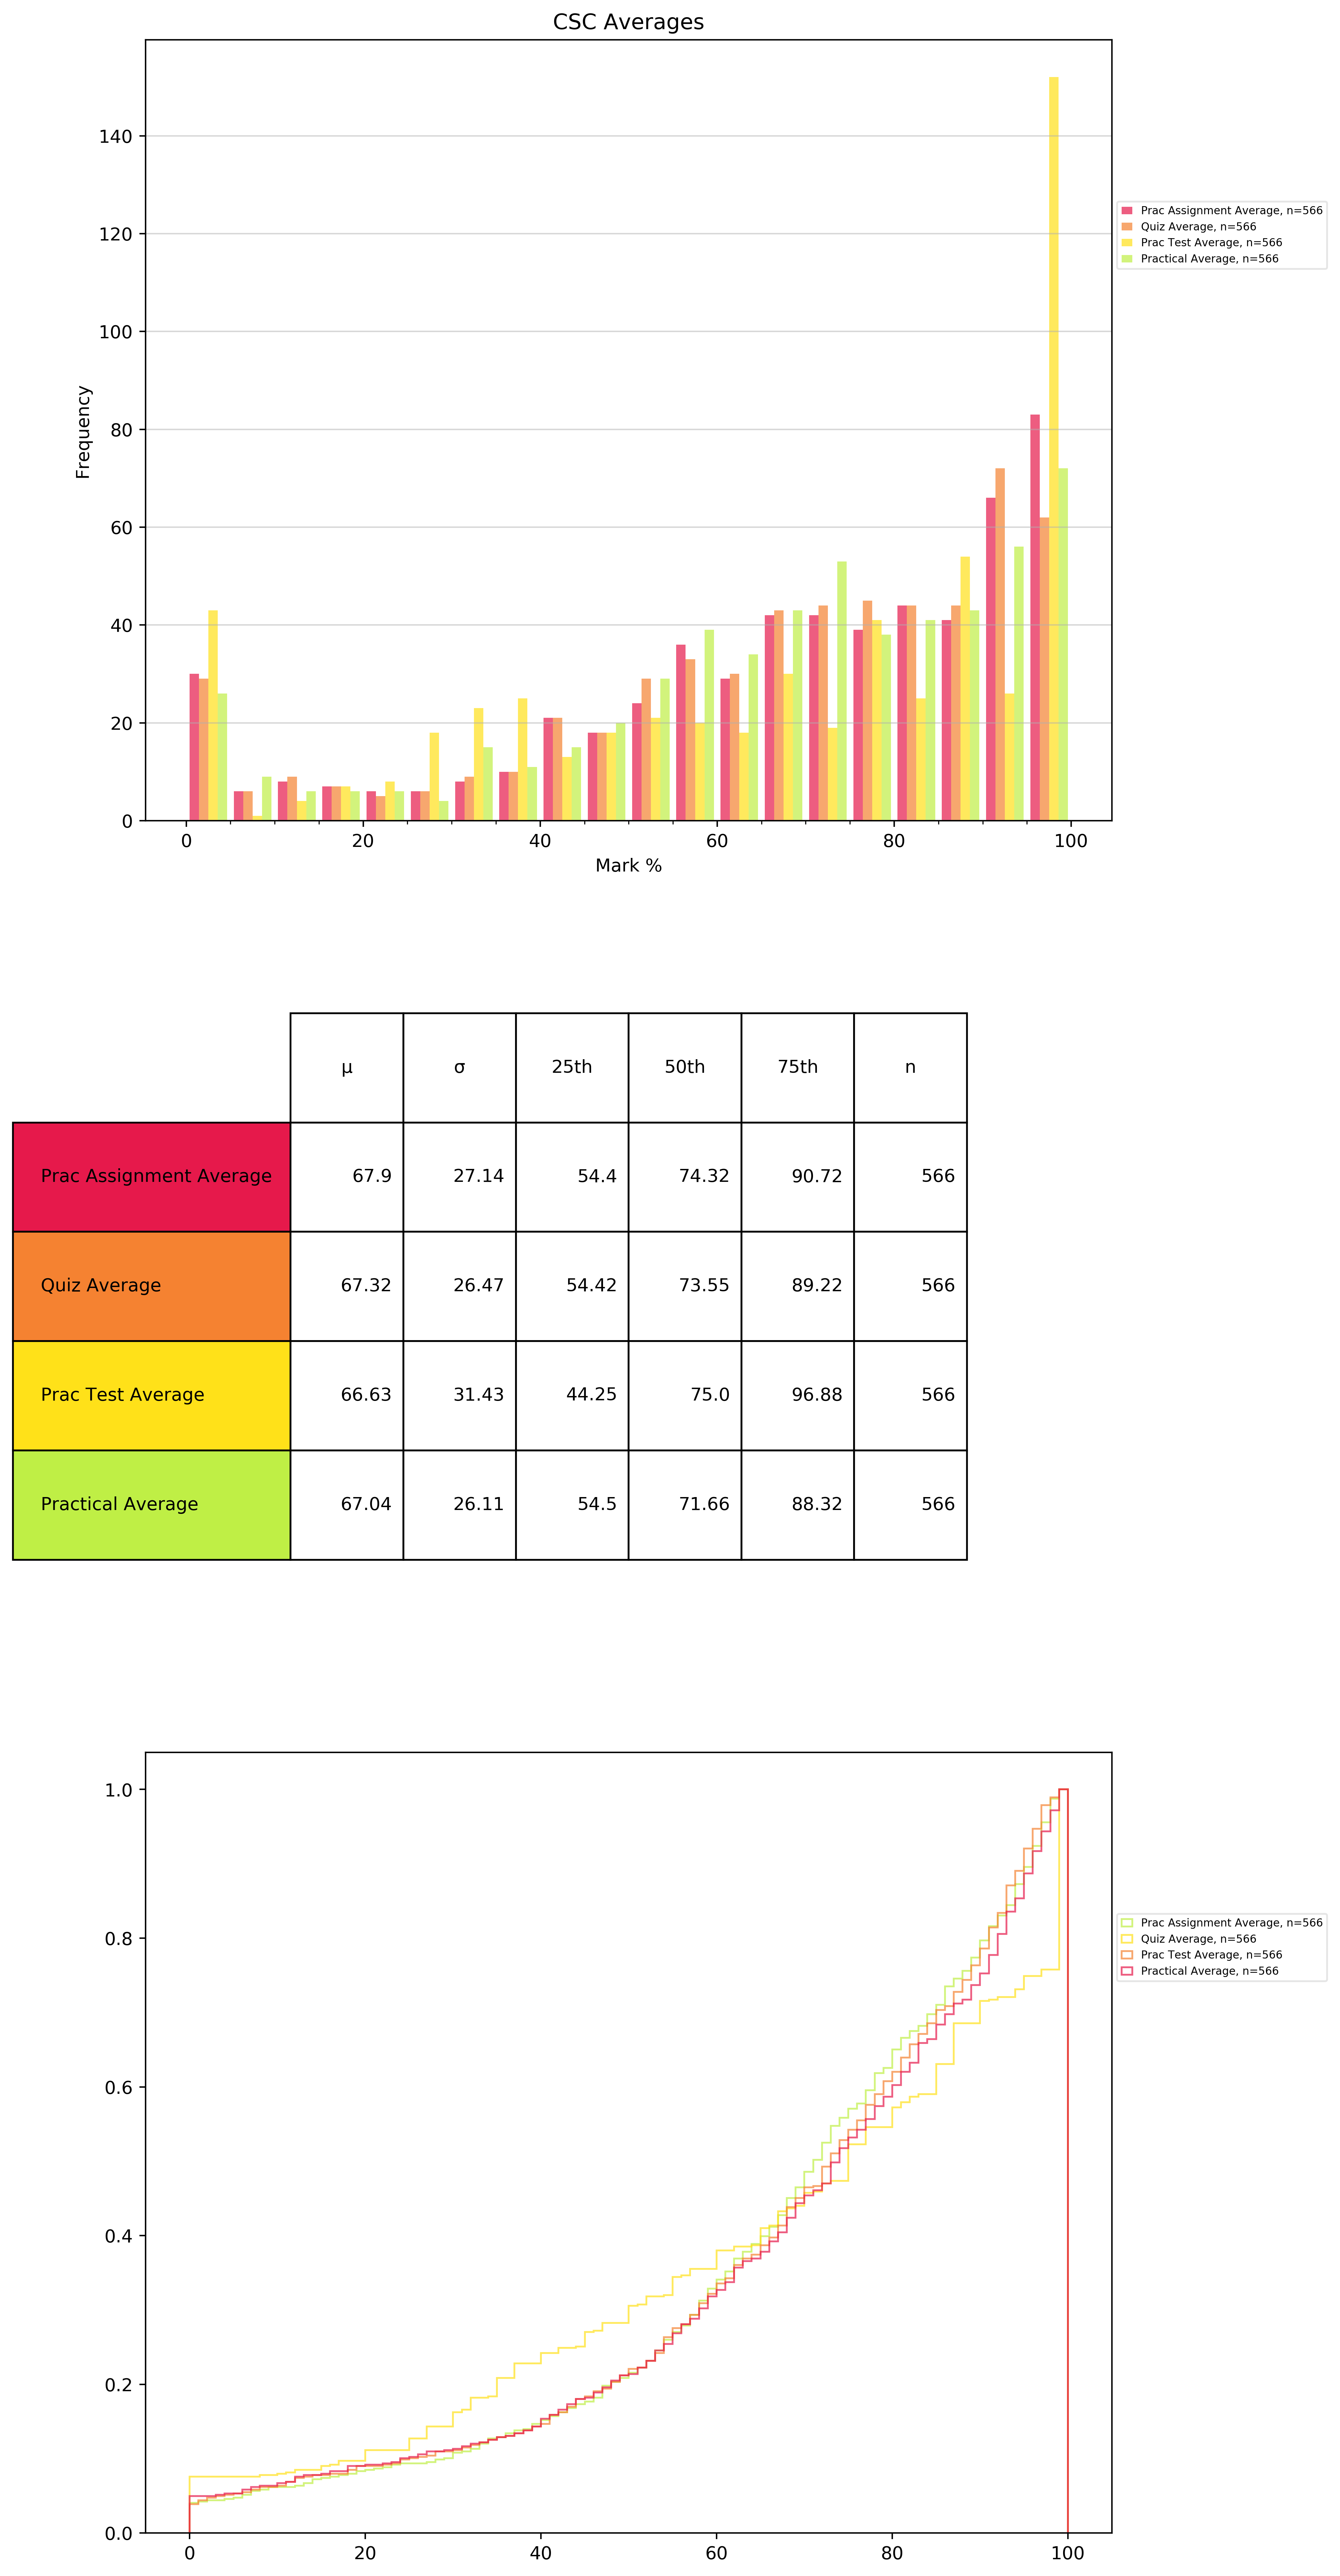 CSC Averages
140
120
100
80
60
40
20
0
Frequency
0 20 40 60 80 100
Mark %
Prac Assignment Average, n=566
Quiz Average, n=566
Prac Test Average, n=566
Practical Average, n=566
μ σ 25th 50th 75th n
Prac Assignment Average 67.9 27.14 54.4 74.32 90.72 566
Quiz Average 67.32 26.47 54.42 73.55 89.22 566
Prac Test Average 66.63 31.43 44.25 75.0 96.88 566
Practical Average 67.04 26.11 54.5 71.66 88.32 566
1.0
0.8
0.6
0.4
0.2
0.0
0 20 40 60 80 100
Prac Assignment Average, n=566
Quiz Average, n=566
Prac Test Average, n=566
Practical Average, n=566